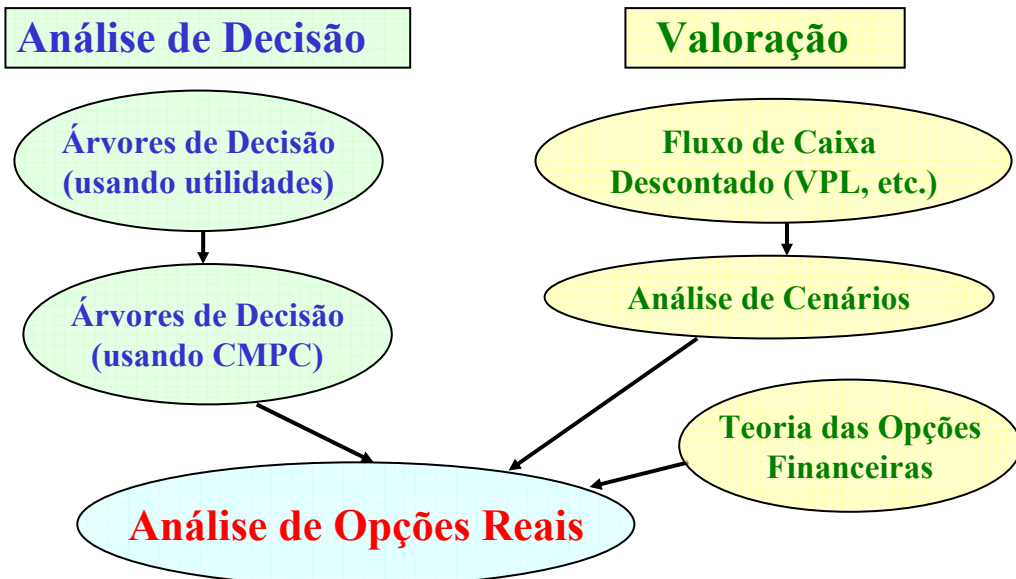 Análise de Decisão
Valoração
Árvores de Decisão
(usando utilidades)
Fluxo de Caixa
Descontado (VPL, etc.)
Árvores de Decisão
(usando CMPC)
Análise de Cenários
Teoria das Opções
Financeiras
Análise de Opções Reais